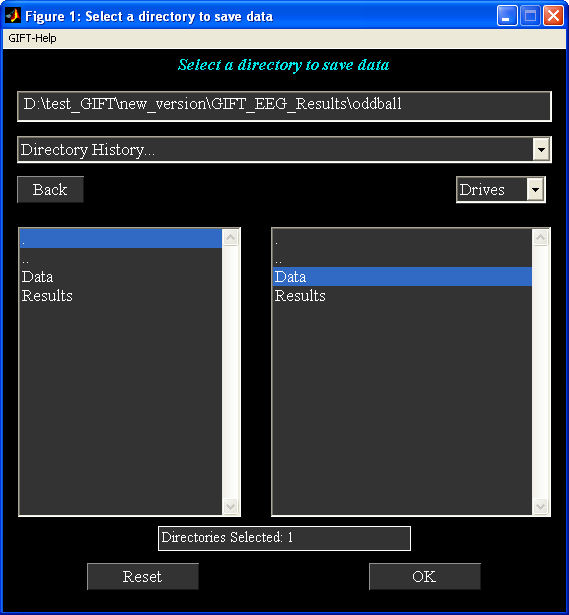 Figure 1: Select a directory to save data
GIFT-Help
Select a directory to save data
D:\test_GIFT\new_version\GIFT_EEG_Results\oddball
Directory History...
Back
Drives
.
..
Data
Results
.
..
Data
Results
Directories Selected: 1
Reset
OK